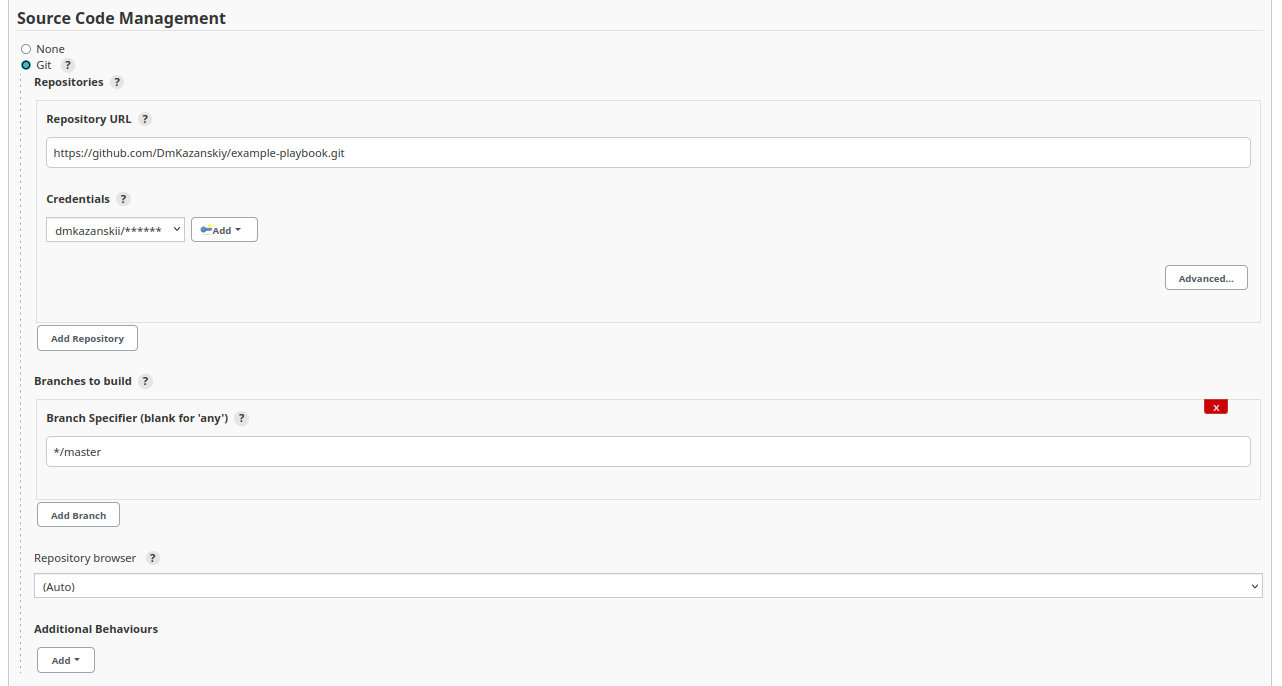 Source Code Management
None
Git ?
Repositories ?
Repository URL ?
https://github.com/DmKazanskiy/example-playbook.git
Credentials ?
dmkazanskii/****** Add
Advanced...
Add Repository
Branches to build ?
X
Branch Specifier (blank for 'any') ?
*/master
Add Branch
Repository browser ?
(Auto)
Additional Behaviours
Add